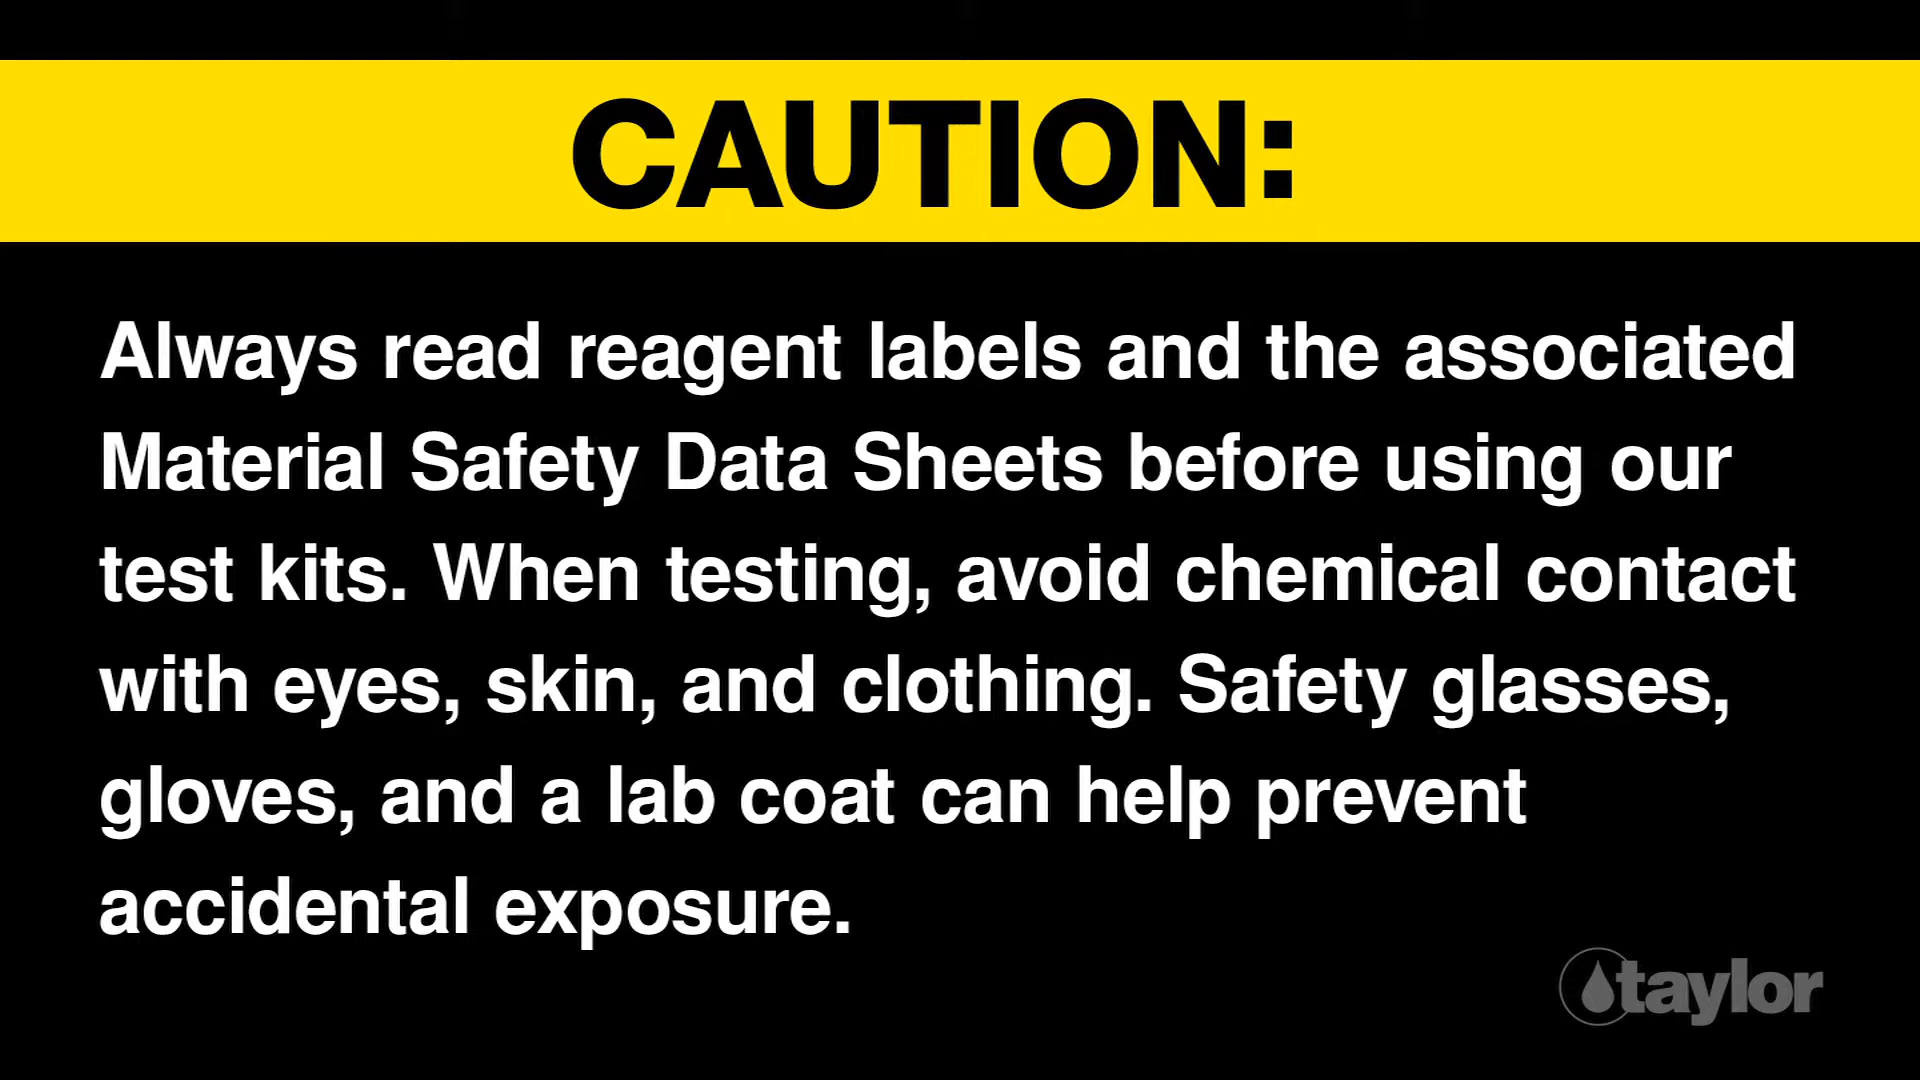 CAUTION:
Always read reagent labels and the associated
Material Safety Data Sheets before using our
test kits. When testing, avoid chemical contact
with eyes, skin, and clothing. Safety glasses,
gloves, and a lab coat can help prevent
accidental exposure.
taylor